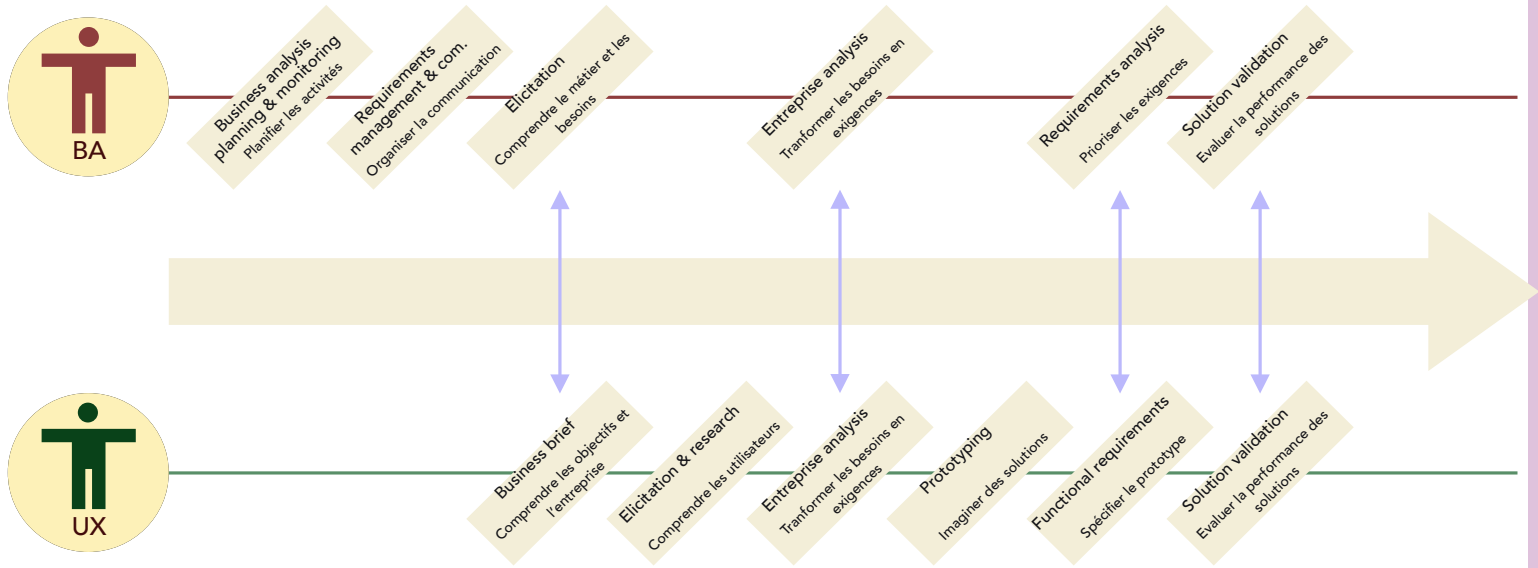 BA
Business analysis
planning & monitoring
Planifier les activités
Requirements
management & com.
Organiser la communication
Elicitation
Comprendre le métier et les
besoins
Entreprise analysis
Tranformer les besoins en
exigences
Requirements analysis
Prioriser les exigences
Solution validation
Evaluer la performance des
solutions
UX
Business brief
Comprendre les objectifs et
l'entreprise
Elicitation & research
Comprendre les utilisateurs
Entreprise analysis
Tranformer les besoins en
exigences
Prototyping
Imaginer des solutions
Functional requirements
Spécifier le prototype
Solution validation
Evaluer la performance des
solutions